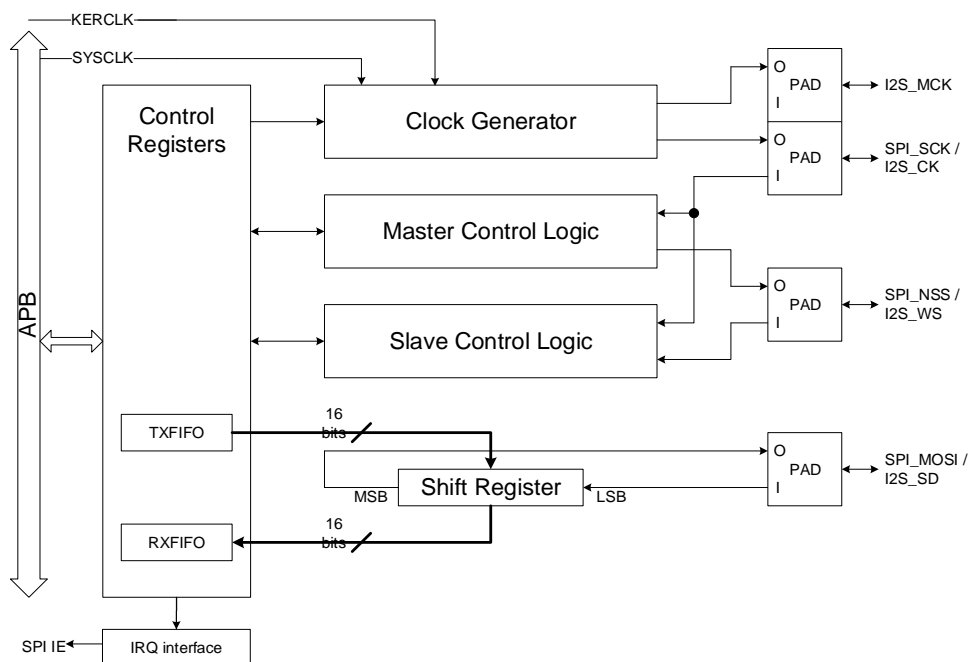 KERCLK
SYSCLK
Control
Registers
Clock Generator
O
PAD
I
I2S_MCK
O
PAD
I
SPI_SCK /
I2S_CK
Master Control Logic
O
PAD
I
SPI_NSS /
I2S_WS
APB
Slave Control Logic
TXFIFO
16
bits
O
PAD
I
SPI_MOSI /
I2S_SD
MSB
Shift Register
LSB
RXFIFO
16
bits
SPI IE
IRQ interface